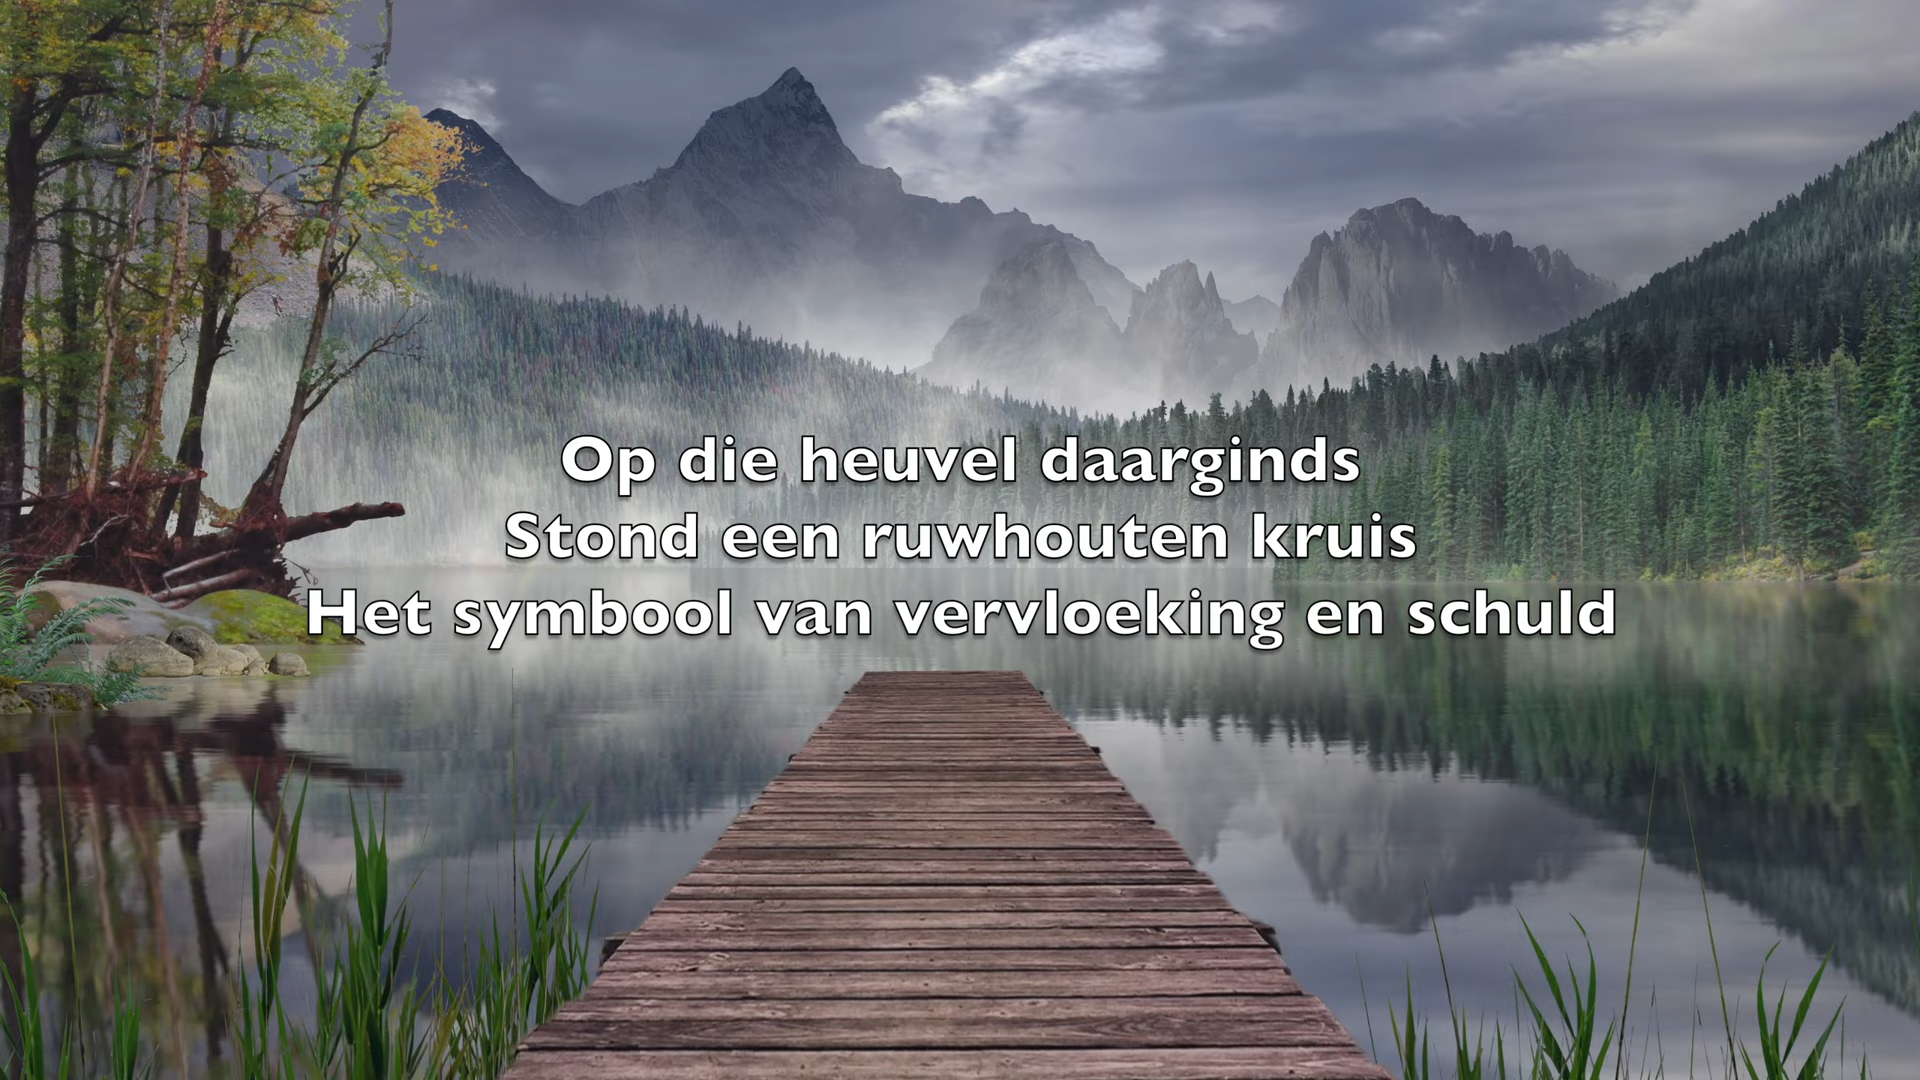 Op die heuvel daarginds
Stond een ruwhouten kruis
Het symbool van vervloeking en schuld